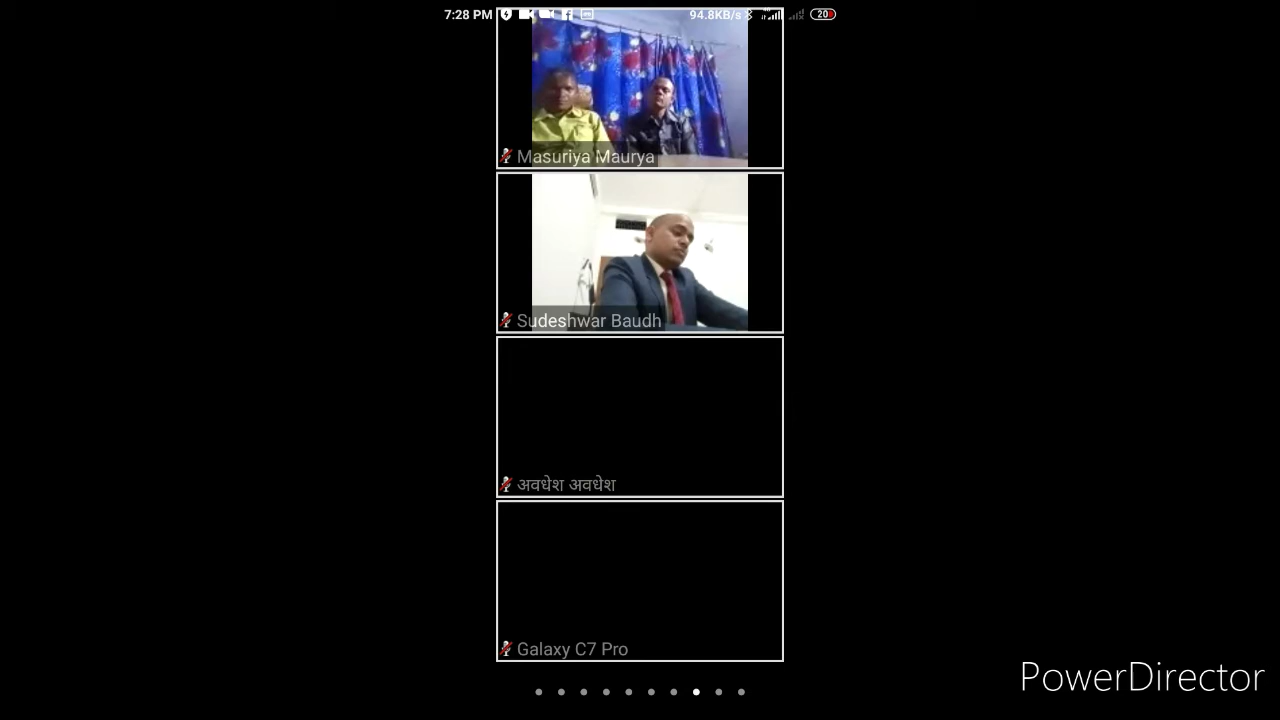 7:28 PM 94.8KB/s 20
Masuriya Maurya
Sudeshwar Baudh
अवधेश अवधेश
Galaxy C7 Pro
PowerDirector